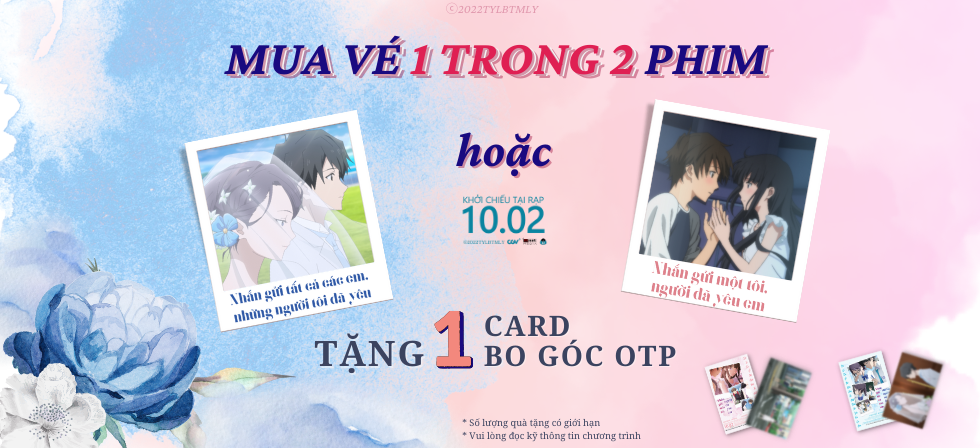 ©2022TYLBTMLY
MUA VÉ 1 TRONG 2 PHIM
hoặc
KHỞI CHIẾU TẠI RẠP
10.02
©2022TYLBTMLY CGV
Nhắn gửi tất cả các em,
những người tôi đã yêu
Nhắn gửi một tôi,
người đã yêu em
TẶNG 1 CARD
BO GÓC OTP
* Số lượng quà tặng có giới hạn
* Vui lòng đọc kỹ thông tin chương trình